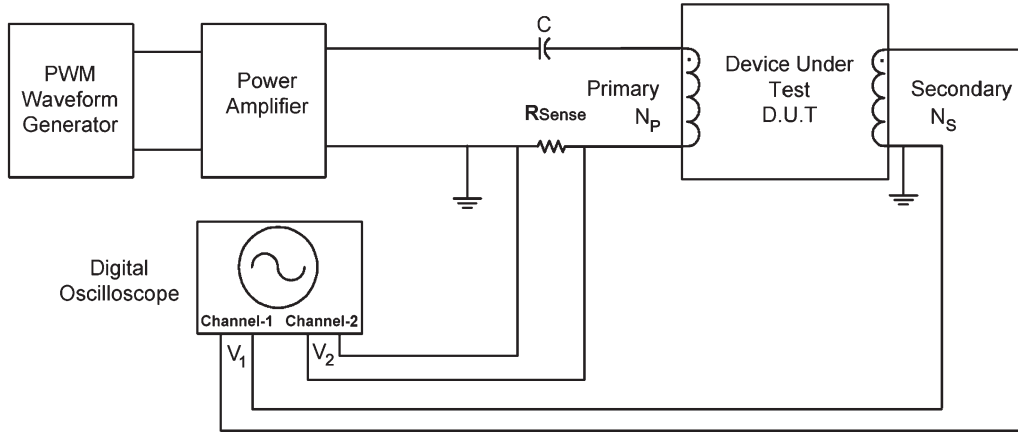 PWM
Waveform
Generator
Power
Amplifier
C
Primary
N_P
R_Sense
Device Under
Test
D.U.T
Secondary
N_S
Digital
Oscilloscope
Channel-1
Channel-2
V_1
V_2